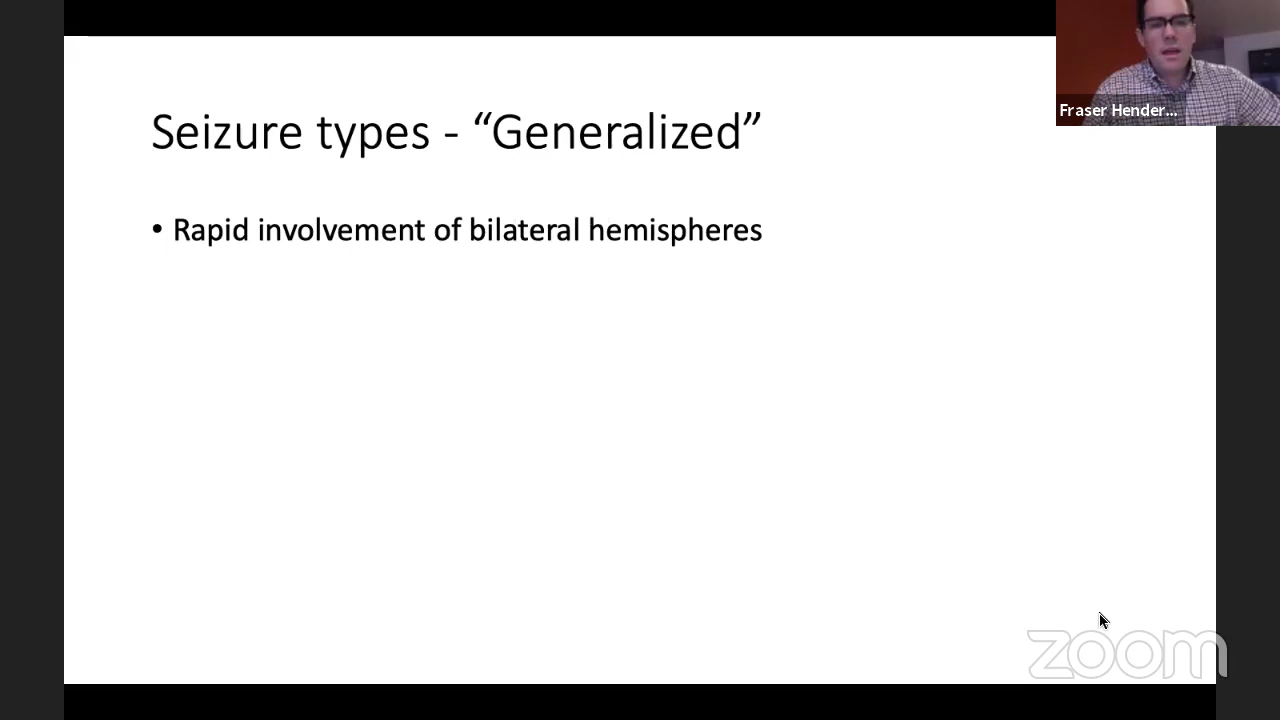 Seizure types - “Generalized”
• Rapid involvement of bilateral hemispheres
Fraser Hender...
zoom